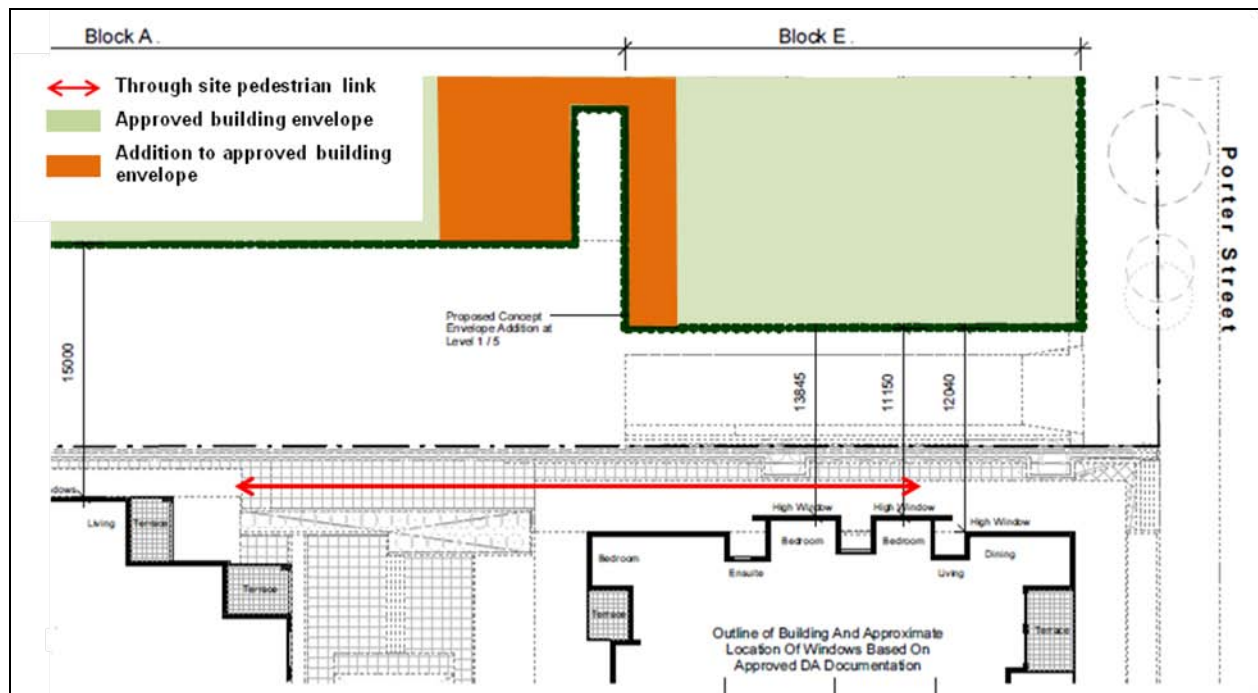 Block A.
Block E.
Through site pedestrian link
Approved building envelope
Addition to approved building
envelope
Porter Street
Proposed Concept
Envelope Addition at
Level 1 / 5
15000
13845
11150
12040
Living
Terrace
Terrace
High Window
High Window
High Window
Bedroom
Bedroom
Bedroom
Dining
Ensuite
Living
Terrace
Terrace
Outline of Building And Approximate
Location Of Windows Based On
Approved DA Documentation